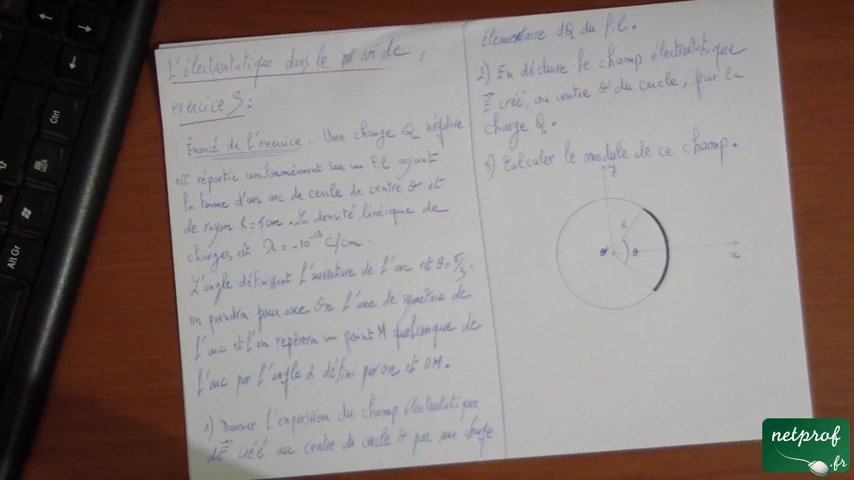 L'électrostatique dans le vide,
exercice 3:
Énoncé de l'exercice. Une charge Q négative
est répartie uniformément sur un fil ayant
la forme d'un arc de cercle de centre O et
de rayon R = 5cm. La densité linéique de
charges est λ = -10⁻¹³ C/cm.
L'angle définissant l'ouverture de l'arc est θ = π/3.
on prendra pour axe Ox l'axe de symétrie de
l'arc et l'on repèrera un point M quelconque de
l'arc par l'angle α défini par Ox et OM.
1) Donner l'expression du champ électrostatique
dE créé au centre du cercle O par une charge
élémentaire dQ du fil.
2) En déduire le champ électrostatique
E créé, au centre O du cercle, par la
charge Q.
3) Calculer le module de ce champ.
y
R
O
θ
x
Ctrl
Alt Gr
netprof
.fr